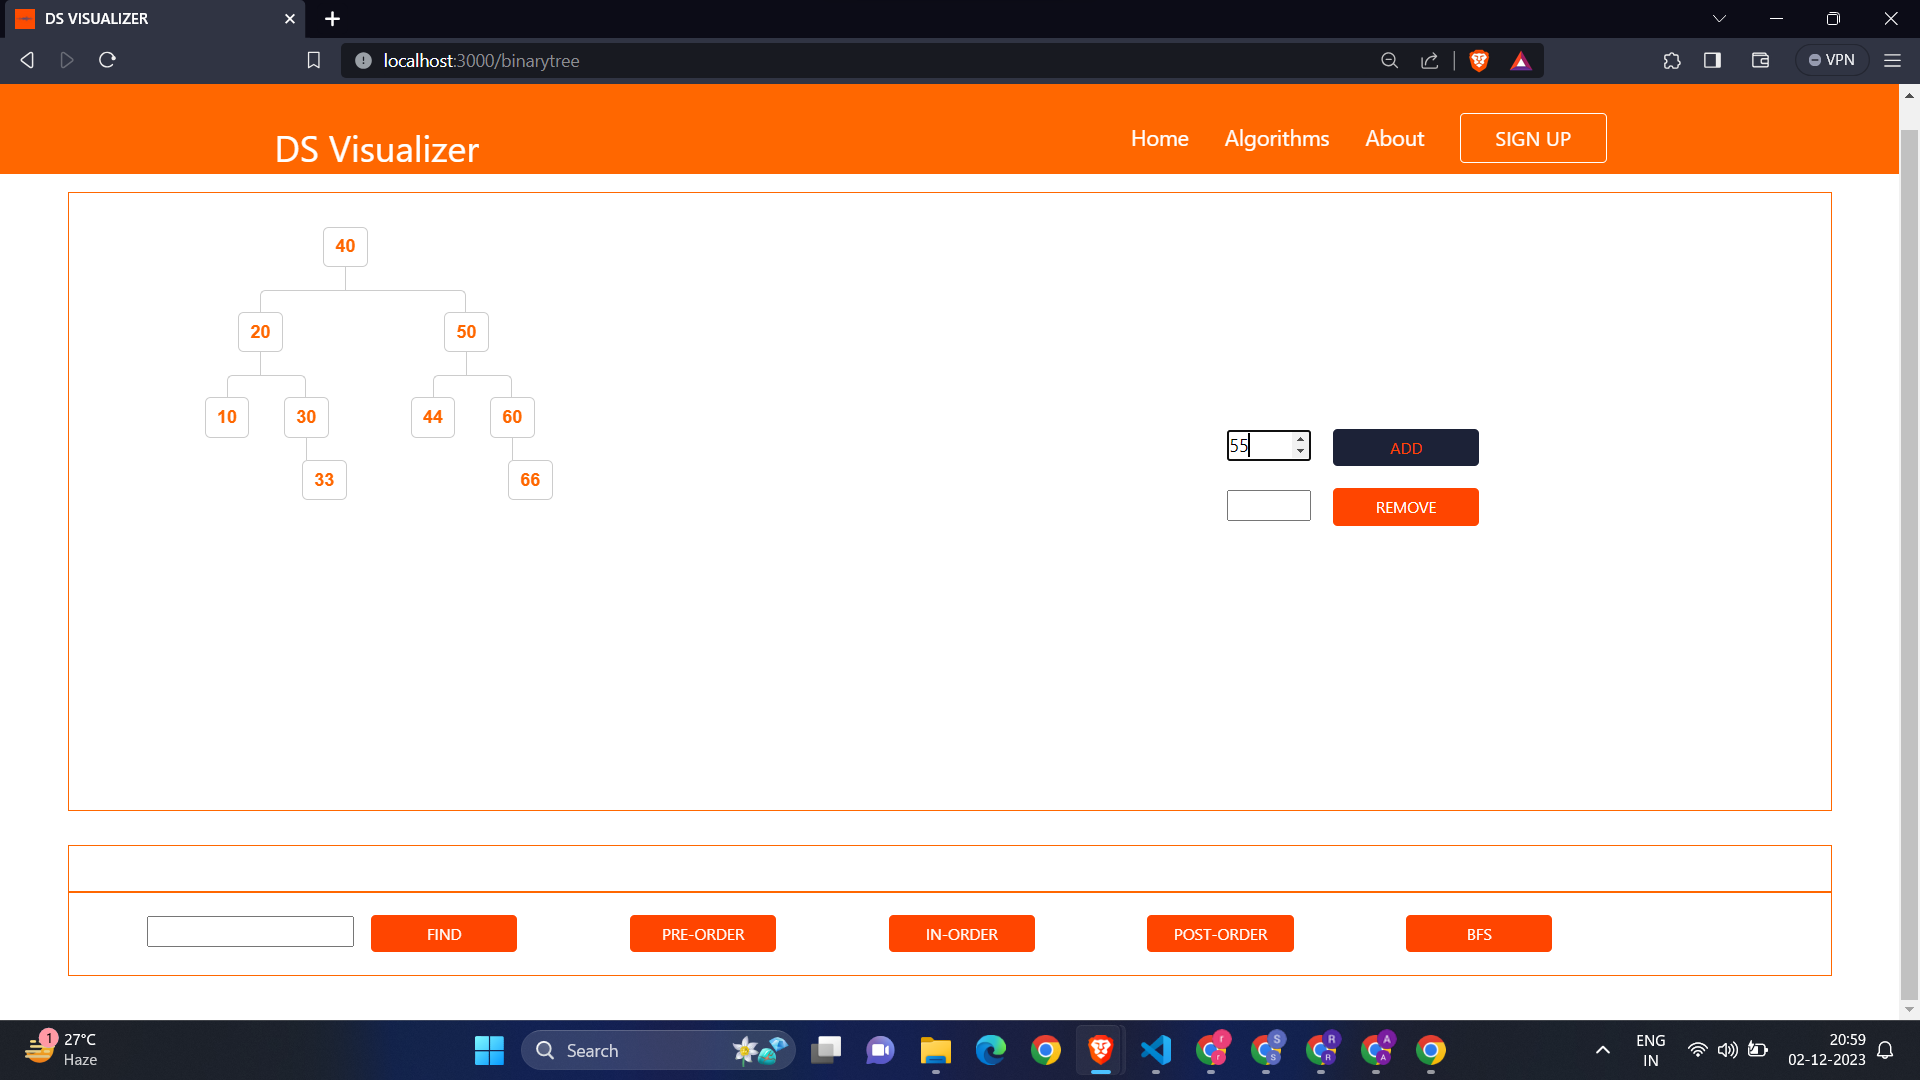 DS VISUALIZER
localhost:3000/binarytree
VPN
DS Visualizer
Home Algorithms About SIGN UP
40
20 50
10 30 44 60
33 66
55 ADD
REMOVE
FIND PRE-ORDER IN-ORDER POST-ORDER BFS
1 27°C
Haze
Search
r S R A
r S R A
ENG
IN
20:59
02-12-2023